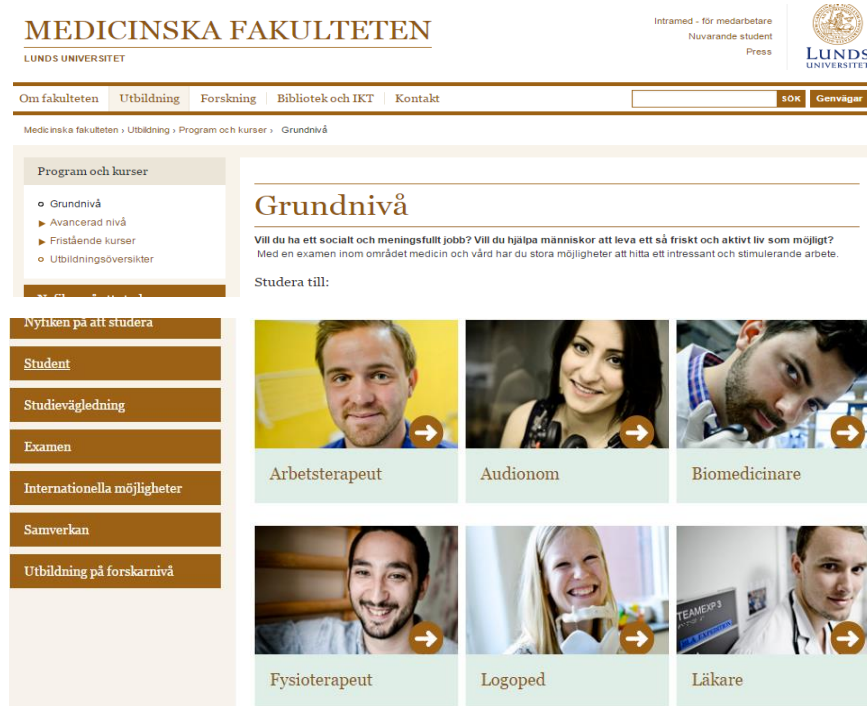 MEDICINSKA FAKULTETEN
LUNDS UNIVERSITET
Intramed - för medarbetare
Nuvarande student
Press
LUNDS
UNIVERSITET
Om fakulteten Utbildning Forskning Bibliotek och IKT Kontakt
SÖK Genvägar
Medicinska fakulteten › Utbildning › Program och kurser › Grundnivå
Program och kurser
Grundnivå
Avancerad nivå
Fristående kurser
Utbildningsöversikter
Grundnivå
Vill du ha ett socialt och meningsfullt jobb? Vill du hjälpa människor att leva ett så friskt och aktivt liv som möjligt?
Med en examen inom området medicin och vård har du stora möjligheter att hitta ett intressant och stimulerande arbete.
Studera till:
Nyfiken på att studera
Student
Studievägledning
Examen
Internationella möjligheter
Samverkan
Utbildning på forskarnivå
Arbetsterapeut
Audionom
Biomedicinare
TEAMEXP 3
Fysioterapeut
Logoped
Läkare